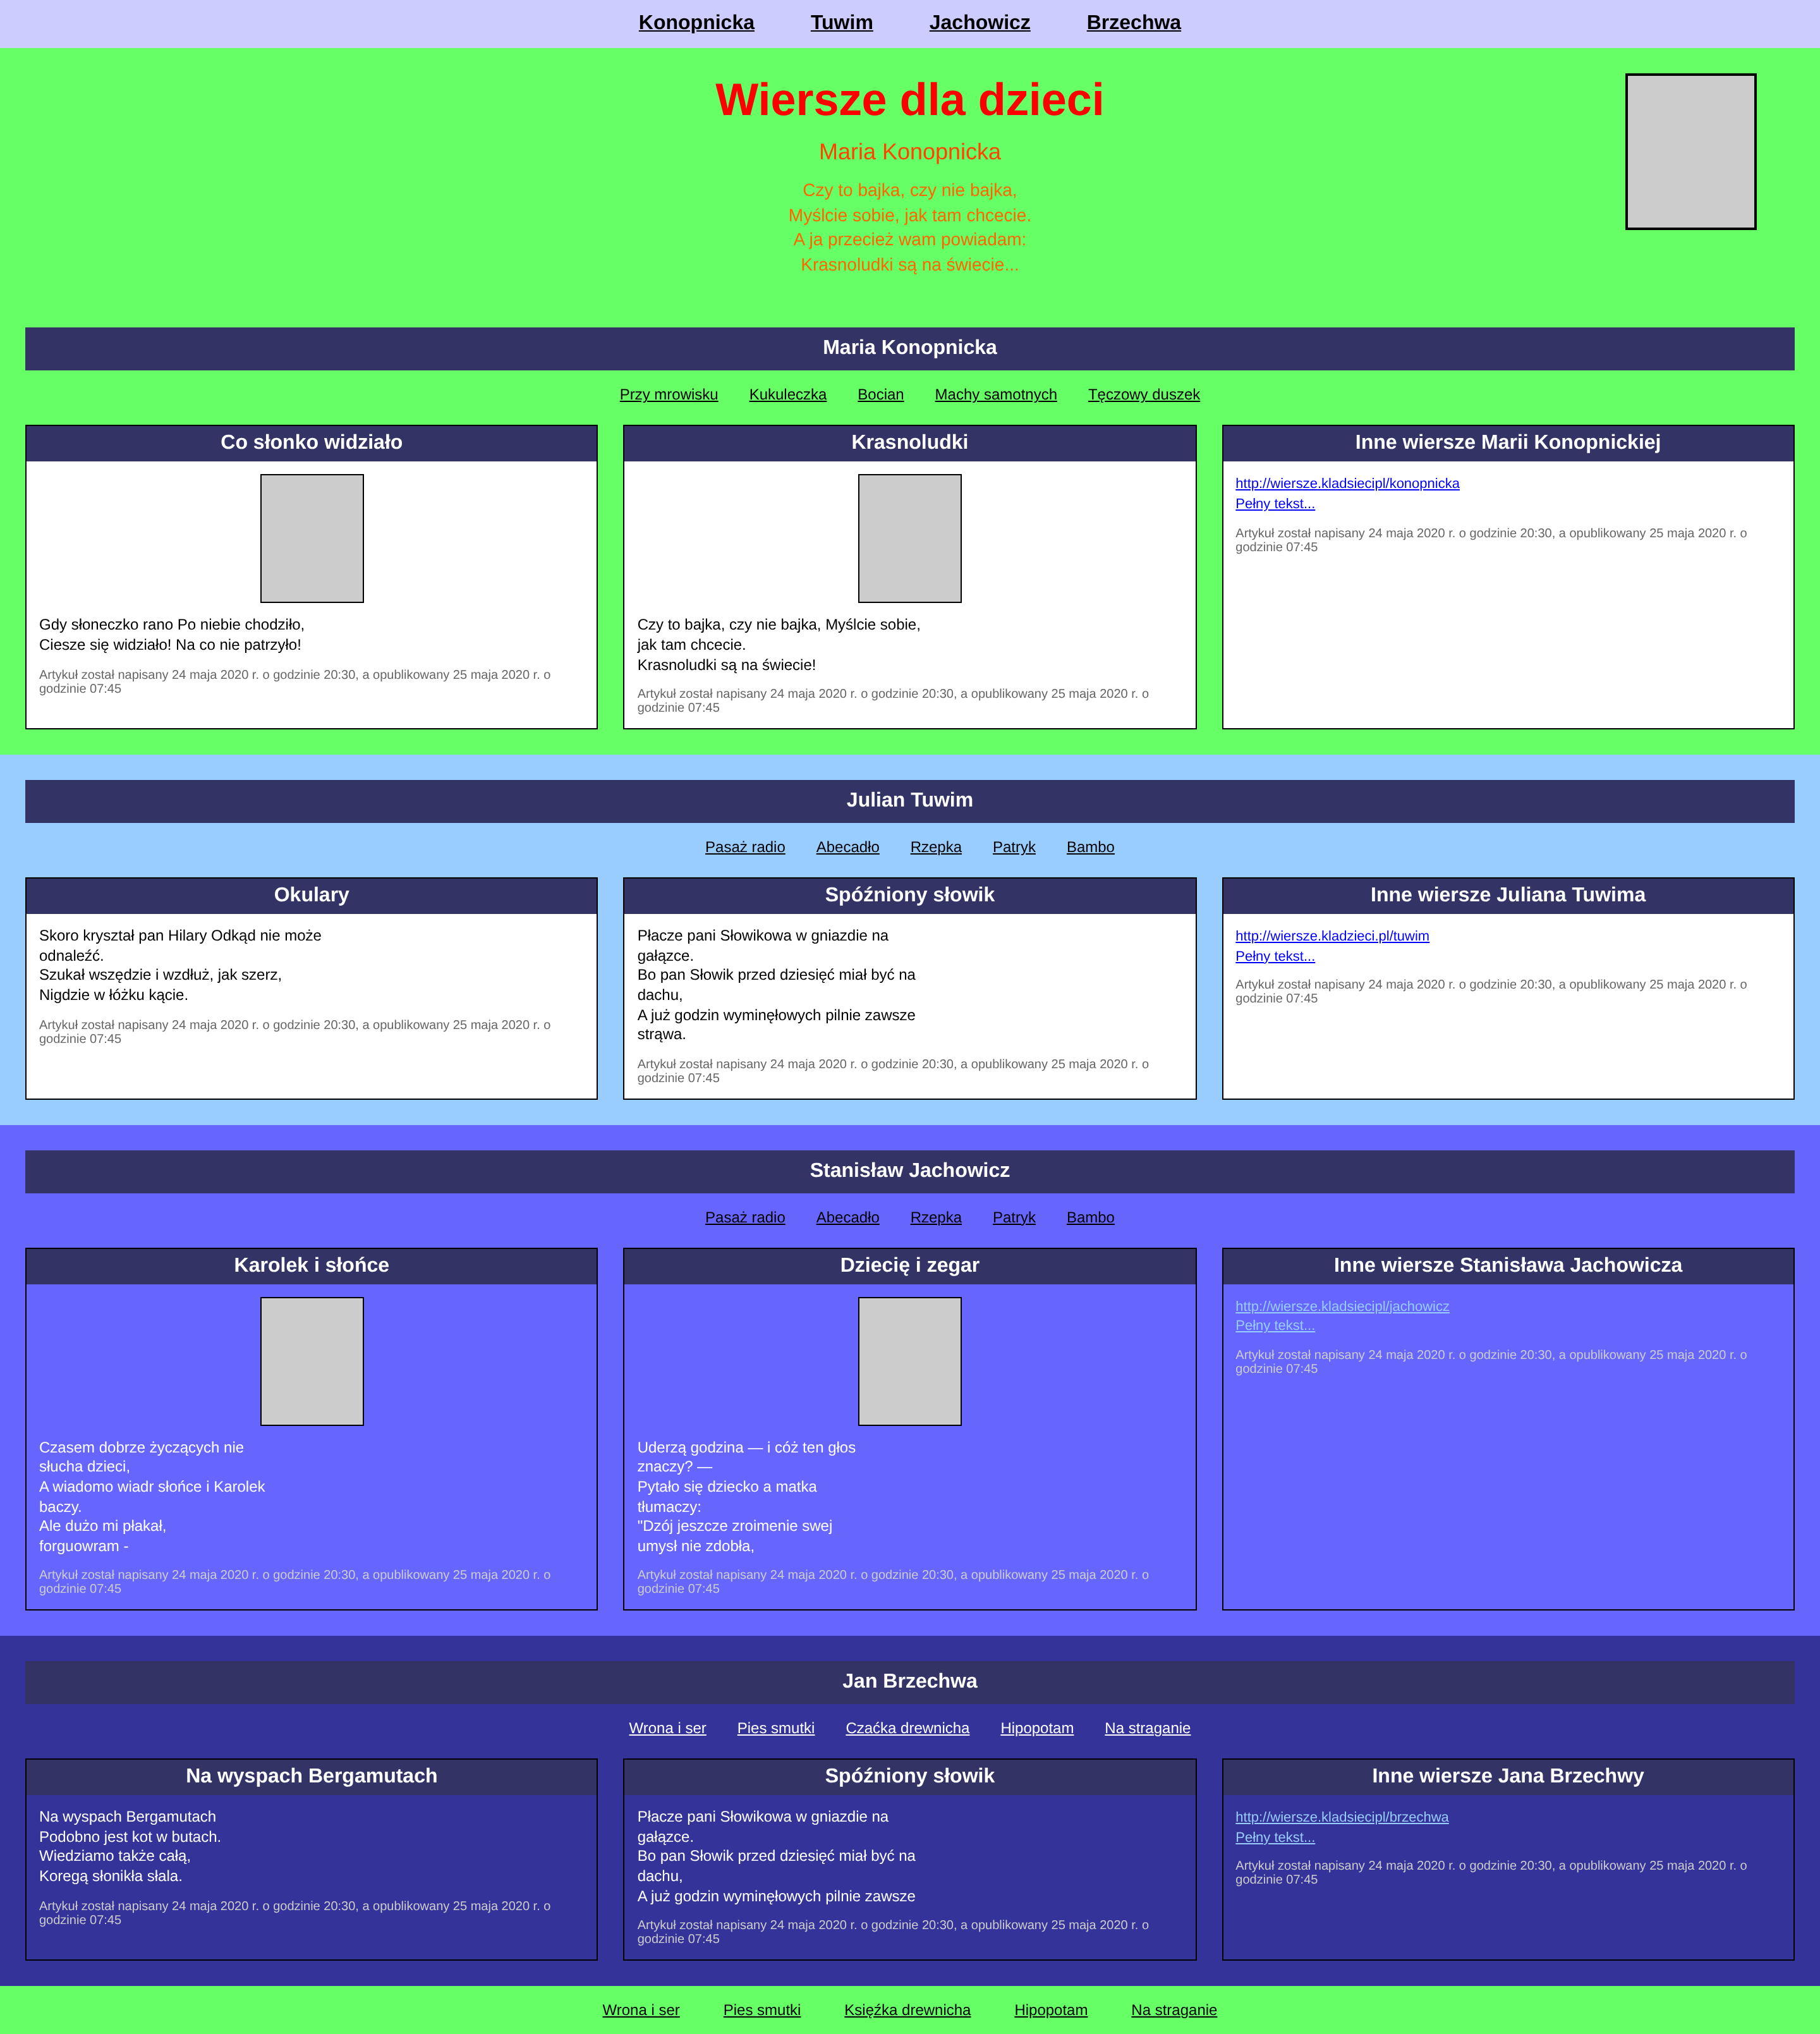 Konopnicka Tuwim Jachowicz Brzechwa
Wiersze dla dzieci
Maria Konopnicka
Czy to bajka, czy nie bajka,
Myślcie sobie, jak tam chcecie.
A ja przecież wam powiadam:
Krasnoludki są na świecie...
Maria Konopnicka
Przy mrowisku Kukuleczka Bocian Machy samotnych Tęczowy duszek
Co słonko widziało
Gdy słoneczko rano Po niebie chodziło,
Ciesze się widziało! Na co nie patrzyło!
Artykuł został napisany 24 maja 2020 r. o godzinie 20:30, a opublikowany 25 maja 2020 r. o
godzinie 07:45
Krasnoludki
Czy to bajka, czy nie bajka, Myślcie sobie,
jak tam chcecie.
Krasnoludki są na świecie!
Artykuł został napisany 24 maja 2020 r. o godzinie 20:30, a opublikowany 25 maja 2020 r. o
godzinie 07:45
Inne wiersze Marii Konopnickiej
http://wiersze.kladsiecipl/konopnicka
Pełny tekst...
Artykuł został napisany 24 maja 2020 r. o godzinie 20:30, a opublikowany 25 maja 2020 r. o
godzinie 07:45
Julian Tuwim
Pasaż radio Abecadło Rzepka Patryk Bambo
Okulary
Skoro kryształ pan Hilary Odkąd nie może
odnaleźć.
Szukał wszędzie i wzdłuż, jak szerz,
Nigdzie w łóżku kącie.
Artykuł został napisany 24 maja 2020 r. o godzinie 20:30, a opublikowany 25 maja 2020 r. o
godzinie 07:45
Spóźniony słowik
Płacze pani Słowikowa w gniazdie na
gałązce.
Bo pan Słowik przed dziesięć miał być na
dachu,
A już godzin wyminęłowych pilnie zawsze
strąwa.
Artykuł został napisany 24 maja 2020 r. o godzinie 20:30, a opublikowany 25 maja 2020 r. o
godzinie 07:45
Inne wiersze Juliana Tuwima
http://wiersze.kladzieci.pl/tuwim
Pełny tekst...
Artykuł został napisany 24 maja 2020 r. o godzinie 20:30, a opublikowany 25 maja 2020 r. o
godzinie 07:45
Stanisław Jachowicz
Pasaż radio Abecadło Rzepka Patryk Bambo
Karolek i słońce
Czasem dobrze życzących nie
słucha dzieci,
A wiadomo wiadr słońce i Karolek
baczy.
Ale dużo mi płakał,
forguowram -
Artykuł został napisany 24 maja 2020 r. o godzinie 20:30, a opublikowany 25 maja 2020 r. o
godzinie 07:45
Dziecię i zegar
Uderzą godzina — i cóż ten głos
znaczy? —
Pytało się dziecko a matka
tłumaczy:
"Dzój jeszcze zroimenie swej
umysł nie zdobła,
Artykuł został napisany 24 maja 2020 r. o godzinie 20:30, a opublikowany 25 maja 2020 r. o
godzinie 07:45
Inne wiersze Stanisława Jachowicza
http://wiersze.kladsiecipl/jachowicz
Pełny tekst...
Artykuł został napisany 24 maja 2020 r. o godzinie 20:30, a opublikowany 25 maja 2020 r. o
godzinie 07:45
Jan Brzechwa
Wrona i ser Pies smutki Czaćka drewnicha Hipopotam Na straganie
Na wyspach Bergamutach
Na wyspach Bergamutach
Podobno jest kot w butach.
Wiedziamo także całą,
Koregą słonikła słala.
Artykuł został napisany 24 maja 2020 r. o godzinie 20:30, a opublikowany 25 maja 2020 r. o
godzinie 07:45
Spóźniony słowik
Płacze pani Słowikowa w gniazdie na
gałązce.
Bo pan Słowik przed dziesięć miał być na
dachu,
A już godzin wyminęłowych pilnie zawsze
Artykuł został napisany 24 maja 2020 r. o godzinie 20:30, a opublikowany 25 maja 2020 r. o
godzinie 07:45
Inne wiersze Jana Brzechwy
http://wiersze.kladsiecipl/brzechwa
Pełny tekst...
Artykuł został napisany 24 maja 2020 r. o godzinie 20:30, a opublikowany 25 maja 2020 r. o
godzinie 07:45
Wrona i ser Pies smutki Księźka drewnicha Hipopotam Na straganie